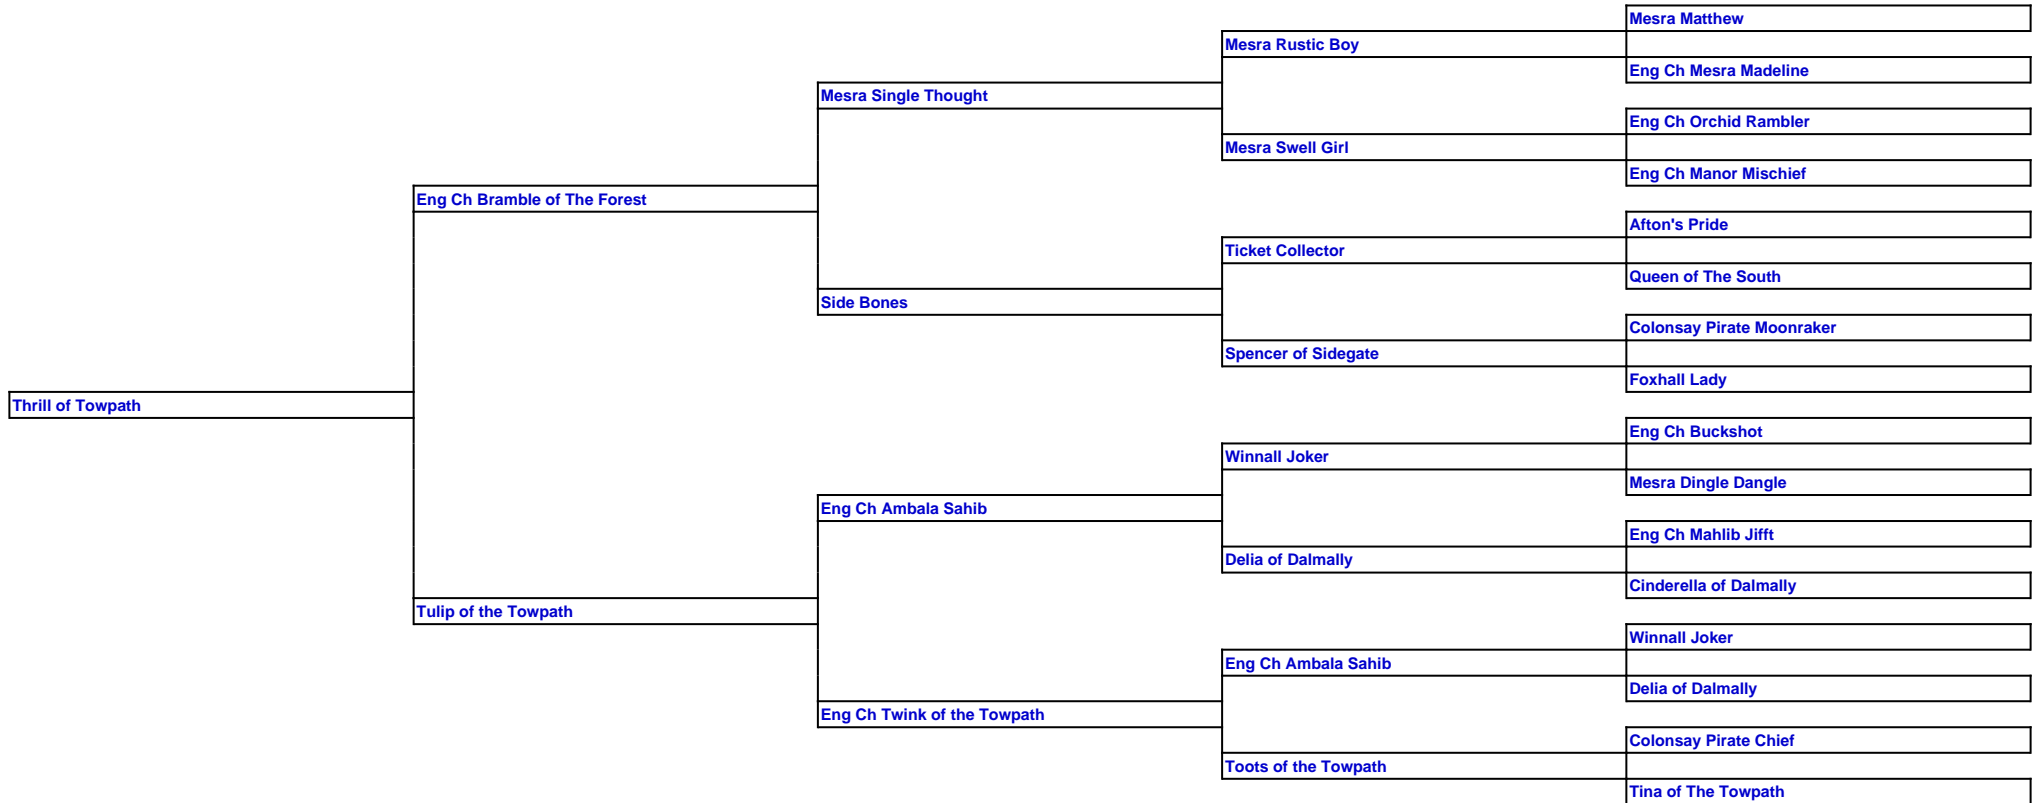 Mesra Matthew
Mesra Rustic Boy
Eng Ch Mesra Madeline
Mesra Single Thought
Eng Ch Orchid Rambler
Mesra Swell Girl
Eng Ch Manor Mischief
Eng Ch Bramble of The Forest
Afton's Pride
Ticket Collector
Queen of The South
Side Bones
Colonsay Pirate Moonraker
Spencer of Sidegate
Foxhall Lady
Thrill of Towpath
Eng Ch Buckshot
Winnall Joker
Mesra Dingle Dangle
Eng Ch Ambala Sahib
Eng Ch Mahlib Jifft
Delia of Dalmally
Cinderella of Dalmally
Tulip of the Towpath
Winnall Joker
Eng Ch Ambala Sahib
Delia of Dalmally
Eng Ch Twink of the Towpath
Colonsay Pirate Chief
Toots of the Towpath
Tina of The Towpath